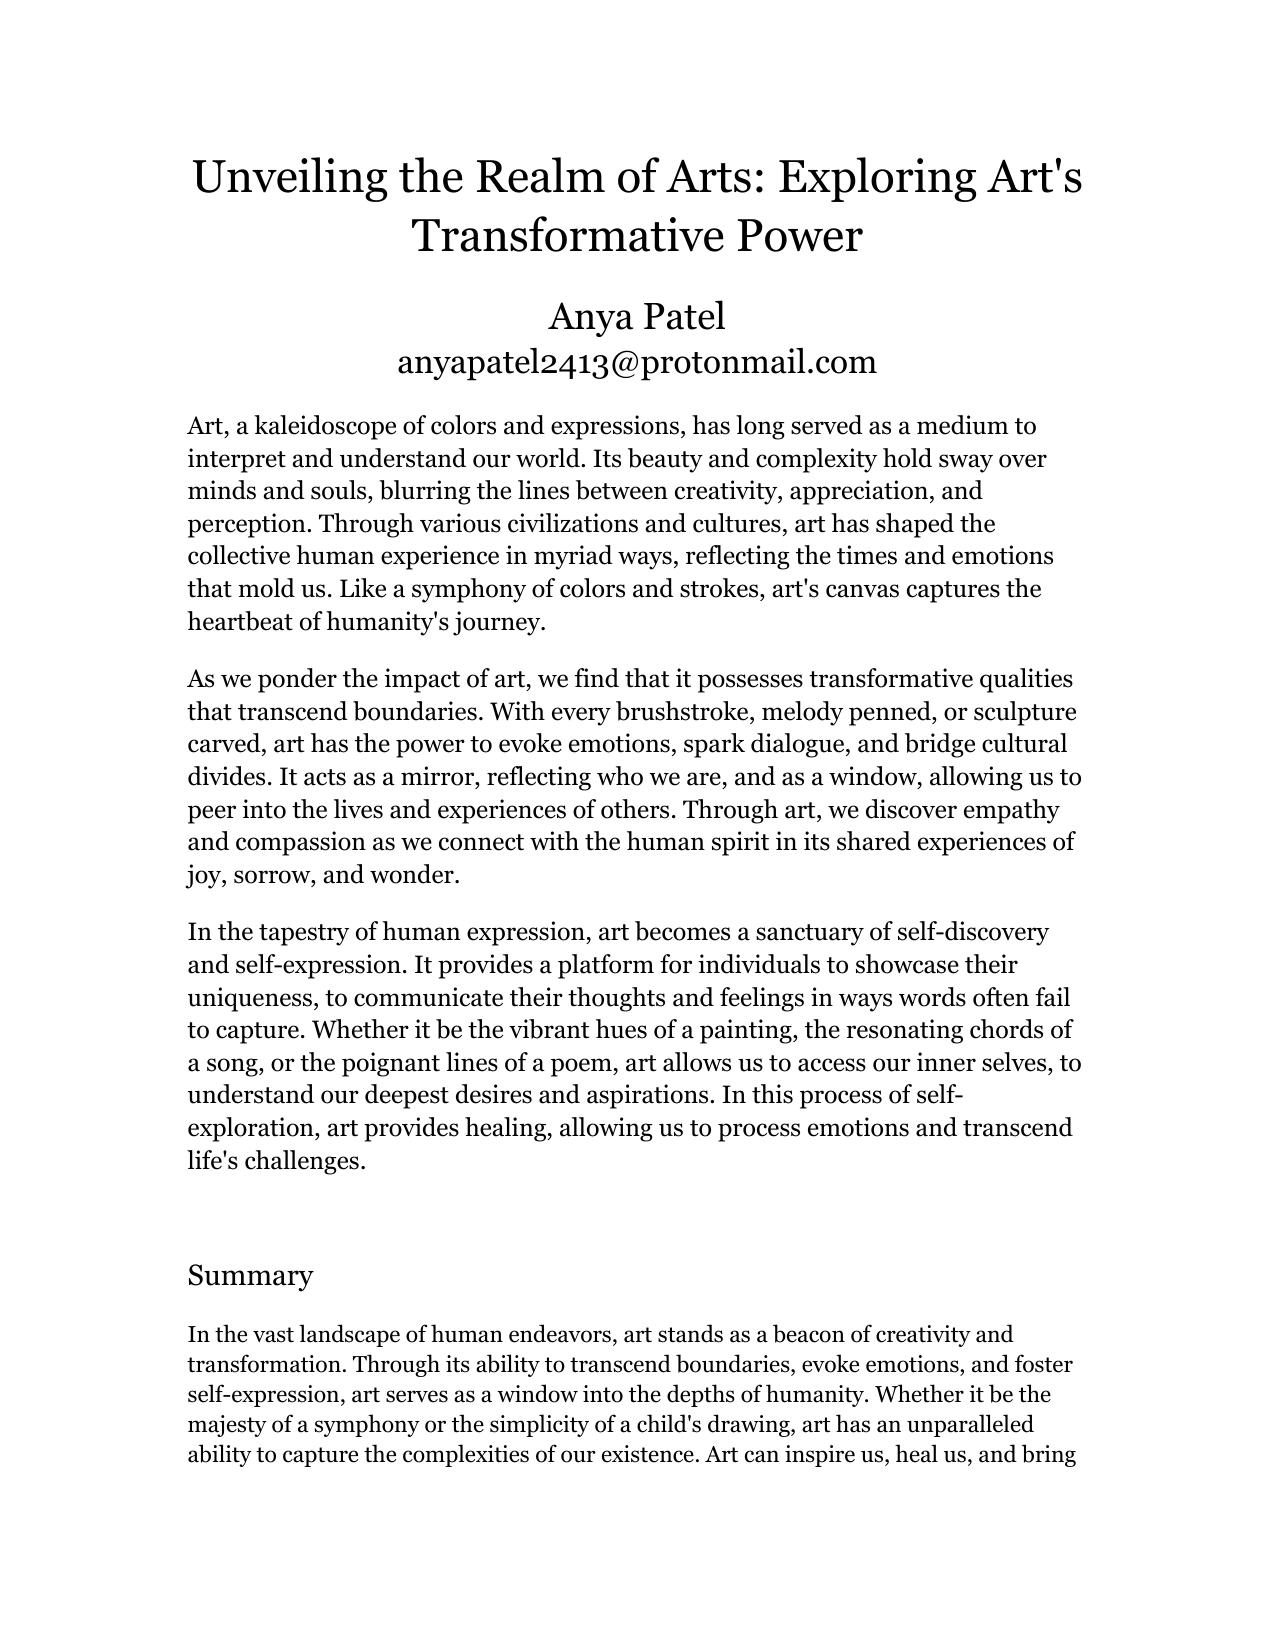 Unveiling the Realm of Arts: Exploring Art's
Transformative Power
Anya Patel
anyapatel2413@protonmail.com
Art, a kaleidoscope of colors and expressions, has long served as a medium to
interpret and understand our world. Its beauty and complexity hold sway over
minds and souls, blurring the lines between creativity, appreciation, and
perception. Through various civilizations and cultures, art has shaped the
collective human experience in myriad ways, reflecting the times and emotions
that mold us. Like a symphony of colors and strokes, art's canvas captures the
heartbeat of humanity's journey.
As we ponder the impact of art, we find that it possesses transformative qualities
that transcend boundaries. With every brushstroke, melody penned, or sculpture
carved, art has the power to evoke emotions, spark dialogue, and bridge cultural
divides. It acts as a mirror, reflecting who we are, and as a window, allowing us to
peer into the lives and experiences of others. Through art, we discover empathy
and compassion as we connect with the human spirit in its shared experiences of
joy, sorrow, and wonder.
In the tapestry of human expression, art becomes a sanctuary of self-discovery
and self-expression. It provides a platform for individuals to showcase their
uniqueness, to communicate their thoughts and feelings in ways words often fail
to capture. Whether it be the vibrant hues of a painting, the resonating chords of
a song, or the poignant lines of a poem, art allows us to access our inner selves, to
understand our deepest desires and aspirations. In this process of self-
exploration, art provides healing, allowing us to process emotions and transcend
life's challenges.
Summary
In the vast landscape of human endeavors, art stands as a beacon of creativity and
transformation. Through its ability to transcend boundaries, evoke emotions, and foster
self-expression, art serves as a window into the depths of humanity. Whether it be the
majesty of a symphony or the simplicity of a child's drawing, art has an unparalleled
ability to capture the complexities of our existence. Art can inspire us, heal us, and bring